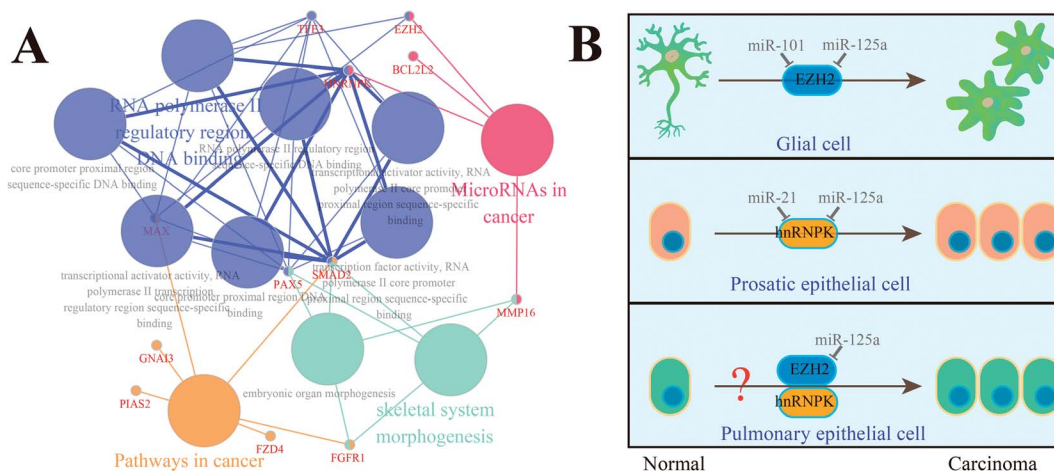 A
TFE3
EZH2
BCL2L2
HNRNPK
RNA polymerase II
regulatory region
DNA binding
RNA polymerase II regulatory region
sequence-specific DNA binding
core promoter proximal region
sequence-specific DNA binding
transcriptional activator activity, RNA
polymerase II core promoter
proximal region sequence-specific
binding
MicroRNAs in
cancer
MAX
SMAD2
PAX5
transcriptional activator activity, RNA
polymerase II transcription
regulatory region sequence-specific
binding
core promoter proximal region DNA
binding
transcription factor activity, RNA
polymerase II core promoter
proximal region sequence-specific
binding
MMP16
GNAI3
PIAS2
embryonic organ morphogenesis
skeletal system
morphogenesis
FZD4
FGFR1
Pathways in cancer
B
miR-101
miR-125a
EZH2
Glial cell
miR-21
miR-125a
hnRNPK
Prosatic epithelial cell
miR-125a
?
EZH2
hnRNPK
Pulmonary epithelial cell
Normal
Carcinoma